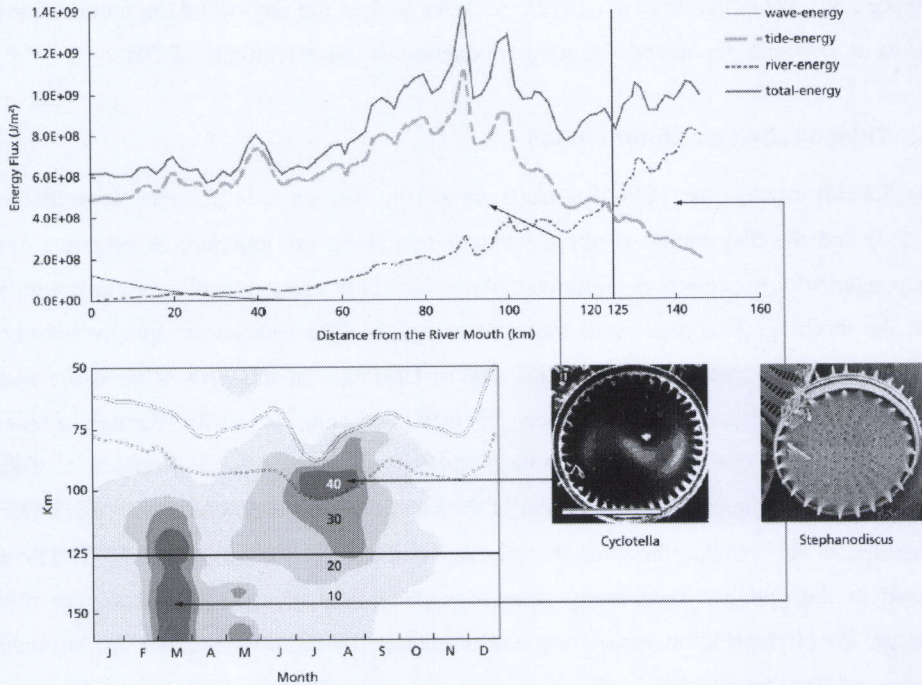 1.4E+09
1.2E+09
1.0E+09
8.0E+08
6.0E+08
4.0E+08
2.0E+08
0.0E+00
Energy Flux (J/m²)
0 20 40 60 80 100 120 125 140 160
Distance from the River Mouth (km)
wave-energy
tide-energy
river-energy
total-energy
50
75
100
125
150
Km
40
30
20
10
J F M A M J J A S O N D
Month
Cyclotella
Stephanodiscus